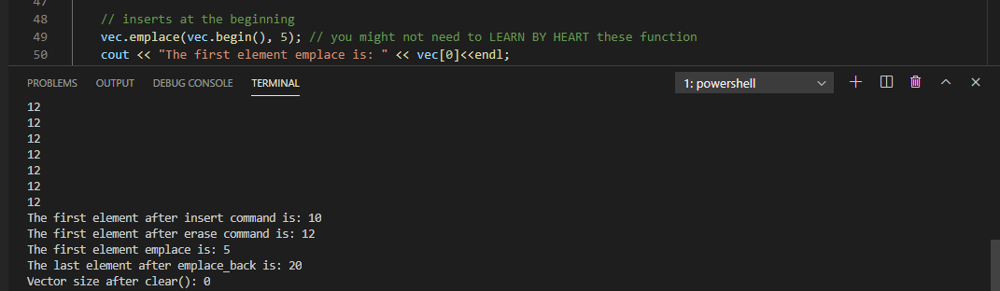 47
48 // inserts at the beginning
49 vec.emplace(vec.begin(), 5); // you might not need to LEARN BY HEART these function
50 cout << "The first element emplace is: " << vec[0]<<endl;
PROBLEMS OUTPUT DEBUG CONSOLE TERMINAL 1: powershell
12
12
12
12
12
12
12
The first element after insert command is: 10
The first element after erase command is: 12
The first element emplace is: 5
The last element after emplace_back is: 20
Vector size after clear(): 0